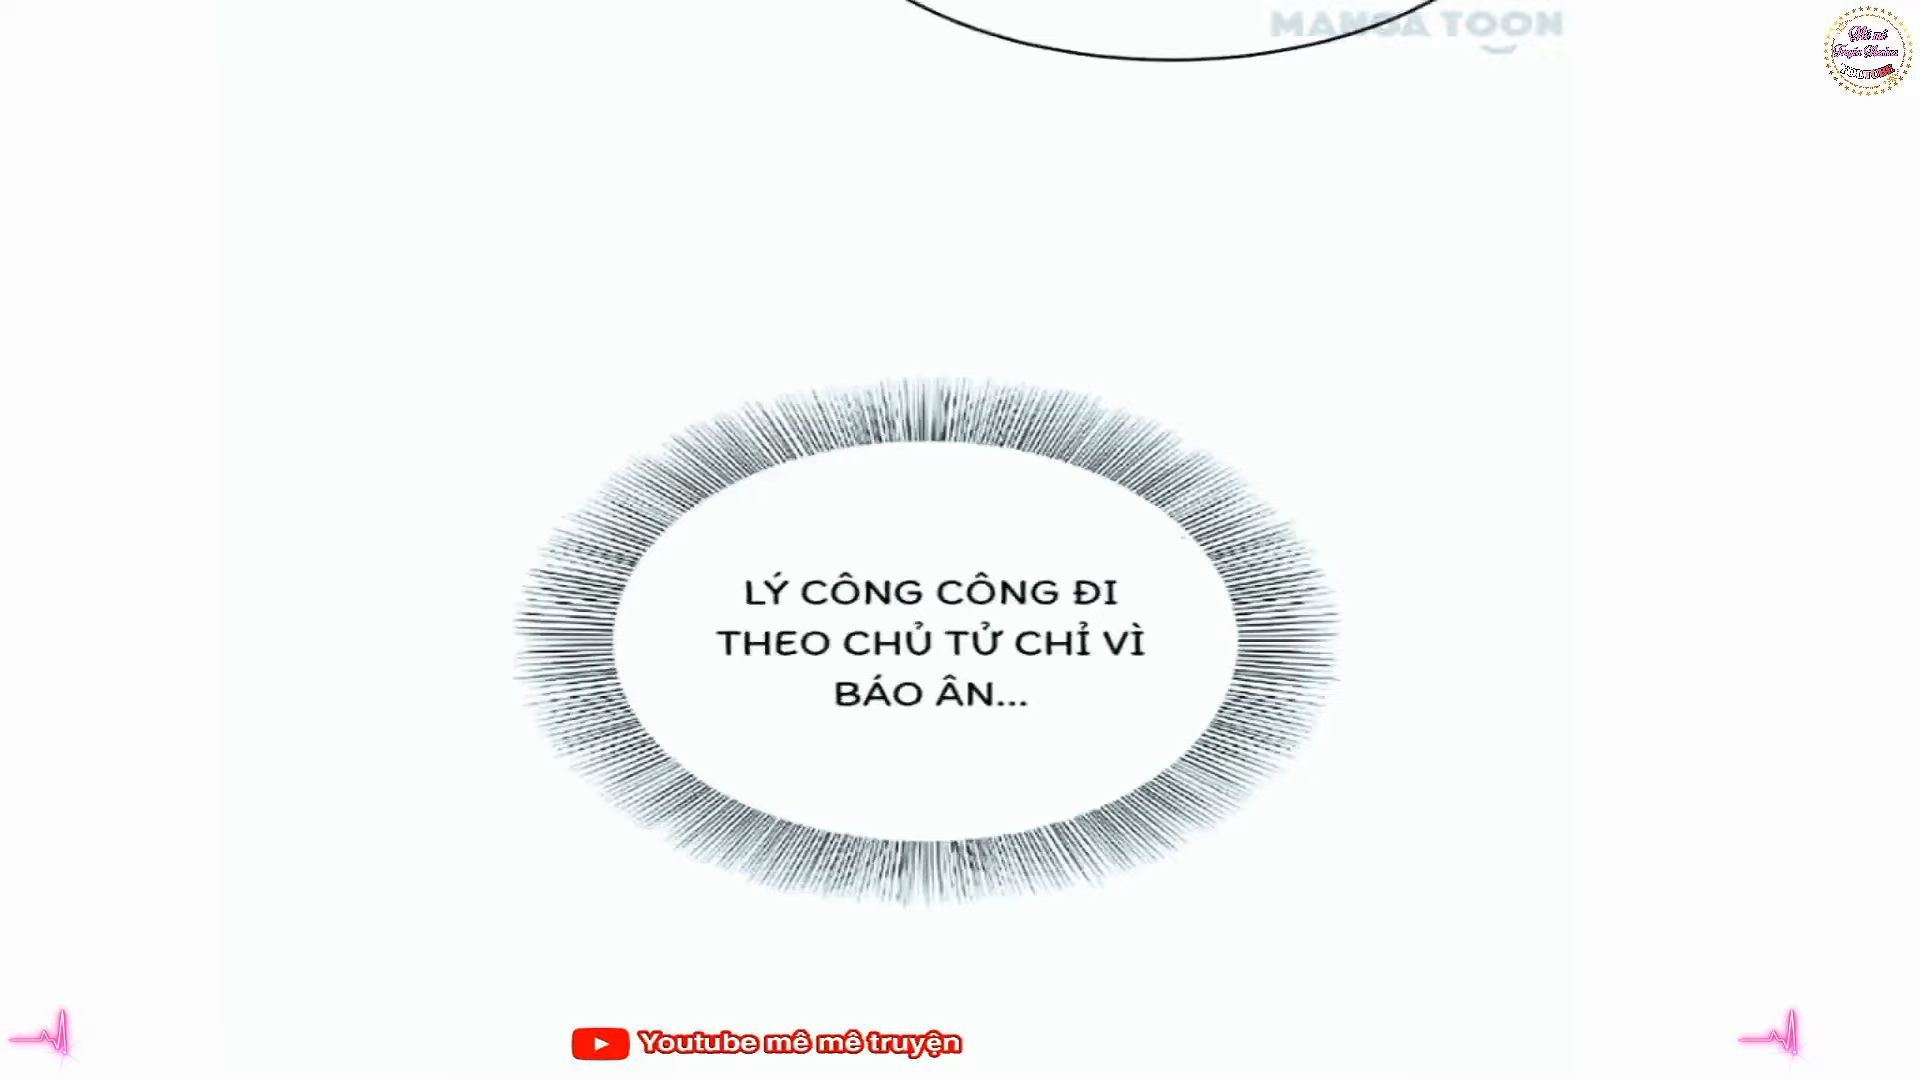 MANGA TOON
LÝ CÔNG CÔNG ĐI
THEO CHỦ TỬ CHỈ VÌ
BÁO ÂN...
Youtube mê mê truyện